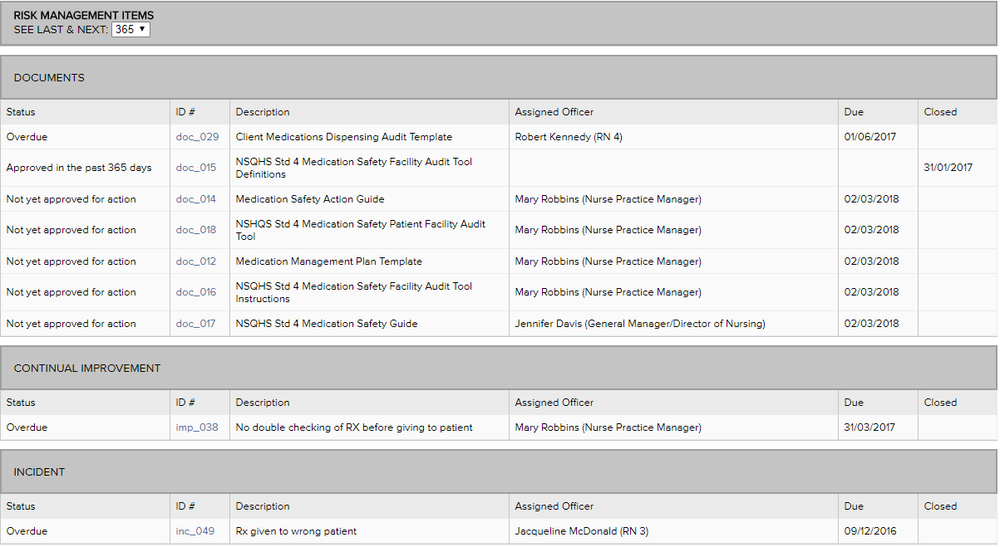 RISK MANAGEMENT ITEMS
SEE LAST & NEXT: 365
DOCUMENTS
Status ID # Description Assigned Officer Due Closed
Overdue doc_029 Client Medications Dispensing Audit Template Robert Kennedy (RN 4) 01/06/2017
Approved in the past 365 days doc_015 NSQHS Std 4 Medication Safety Facility Audit Tool 31/01/2017
Definitions
Not yet approved for action doc_014 Medication Safety Action Guide Mary Robbins (Nurse Practice Manager) 02/03/2018
Not yet approved for action doc_018 NSHQS Std 4 Medication Safety Patient Facility Audit Mary Robbins (Nurse Practice Manager) 02/03/2018
Tool
Not yet approved for action doc_012 Medication Management Plan Template Mary Robbins (Nurse Practice Manager) 02/03/2018
Not yet approved for action doc_016 NSQHS Std 4 Medication Safety Facility Audit Tool Mary Robbins (Nurse Practice Manager) 02/03/2018
Instructions
Not yet approved for action doc_017 NSQHS Std 4 Medication Safety Guide Jennifer Davis (General Manager/Director of Nursing) 02/03/2018
CONTINUAL IMPROVEMENT
Status ID # Description Assigned Officer Due Closed
Overdue imp_038 No double checking of RX before giving to patient Mary Robbins (Nurse Practice Manager) 31/03/2017
INCIDENT
Status ID # Description Assigned Officer Due Closed
Overdue inc_049 Rx given to wrong patient Jacqueline McDonald (RN 3) 09/12/2016